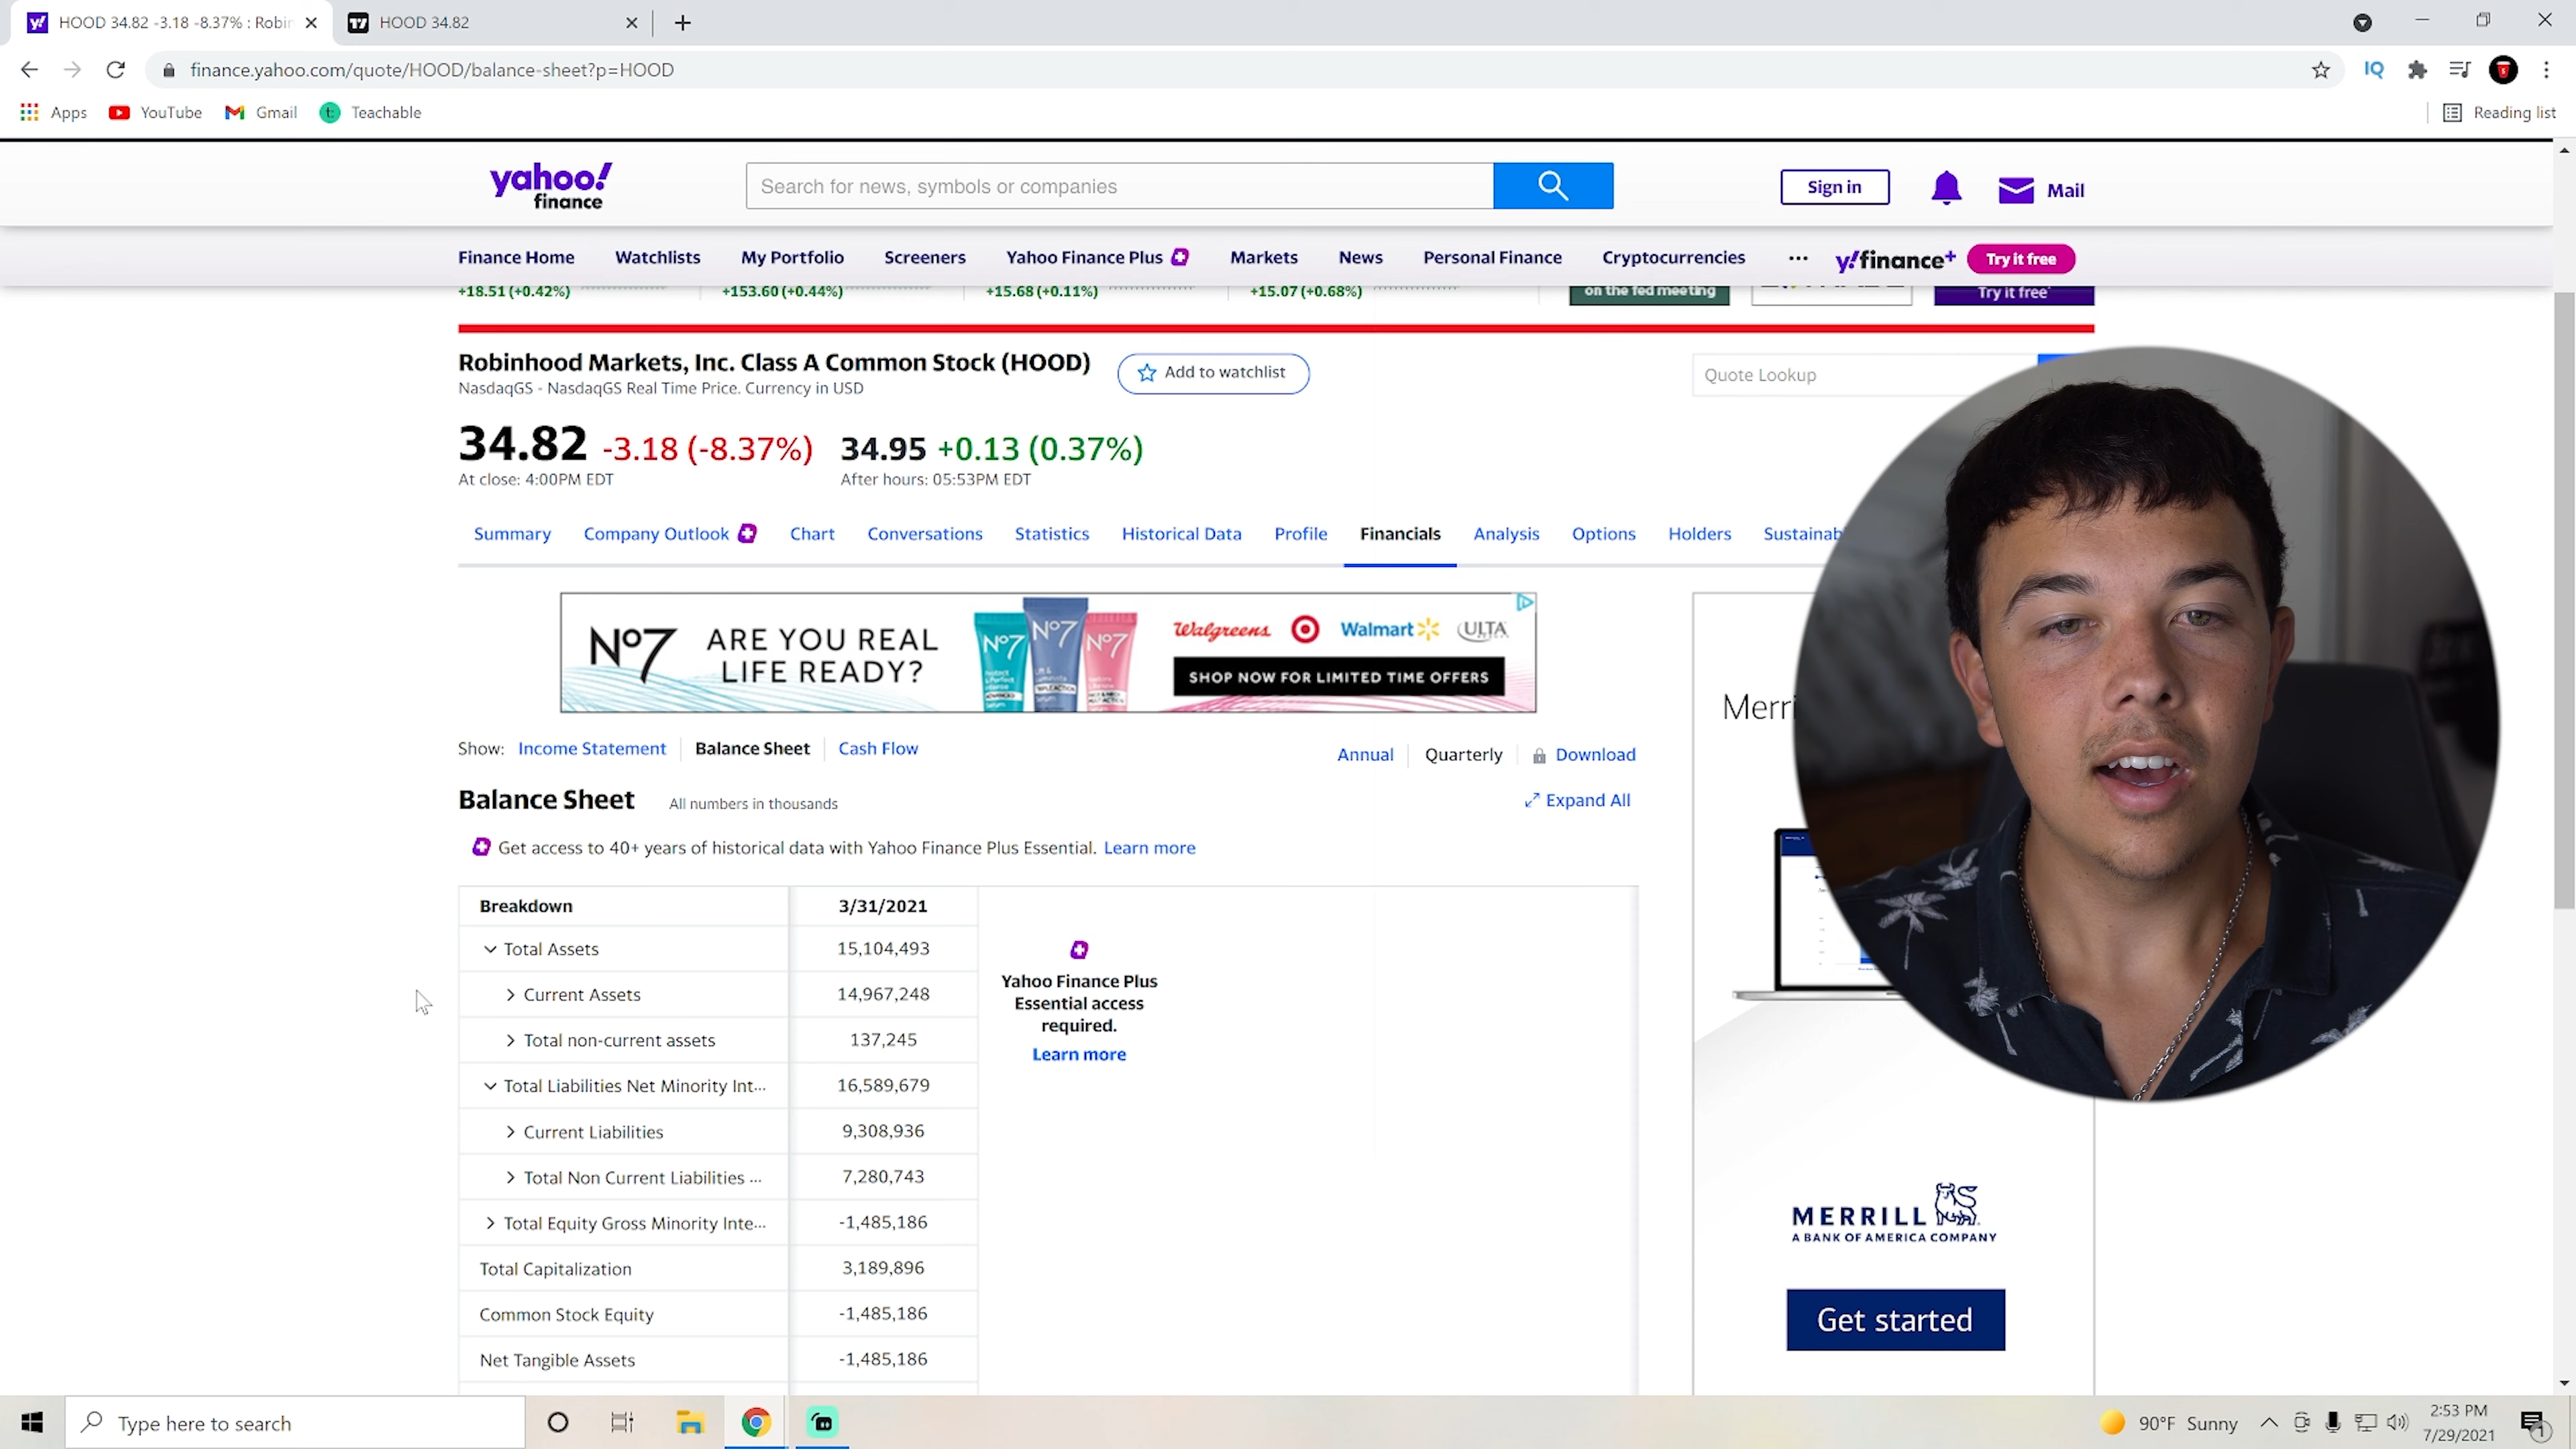 HOOD 34.82 -3.18 -8.37% : Robin
HOOD 34.82
finance.yahoo.com/quote/HOOD/balance-sheet?p=HOOD
IQ
Apps YouTube Gmail Teachable Reading list
yahoo!
finance
Search for news, symbols or companies
Sign in
Mail
Finance Home Watchlists My Portfolio Screeners Yahoo Finance Plus Markets News Personal Finance Cryptocurrencies ... y!finance+ Try it free
+18.51 (+0.42%) +153.60 (+0.44%) +15.68 (+0.11%) +15.07 (+0.68%) on the fed meeting Try it free
Robinhood Markets, Inc. Class A Common Stock (HOOD)
NasdaqGS - NasdaqGS Real Time Price. Currency in USD
Add to watchlist
Quote Lookup
34.82 -3.18 (-8.37%) 34.95 +0.13 (0.37%)
At close: 4:00PM EDT After hours: 05:53PM EDT
Summary Company Outlook Chart Conversations Statistics Historical Data Profile Financials Analysis Options Holders Sustainab
No7 ARE YOU REAL
LIFE READY?
No7 No7 No7
Walgreens Walmart ULTA
SHOP NOW FOR LIMITED TIME OFFERS
Merri
Show: Income Statement Balance Sheet Cash Flow
Annual Quarterly Download
Balance Sheet All numbers in thousands
Expand All
Get access to 40+ years of historical data with Yahoo Finance Plus Essential. Learn more
Breakdown 3/31/2021
Total Assets 15,104,493
Current Assets 14,967,248
Total non-current assets 137,245
Total Liabilities Net Minority Int... 16,589,679
Current Liabilities 9,308,936
Total Non Current Liabilities ... 7,280,743
Total Equity Gross Minority Inte... -1,485,186
Total Capitalization 3,189,896
Common Stock Equity -1,485,186
Net Tangible Assets -1,485,186
Yahoo Finance Plus
Essential access
required.
Learn more
MERRILL
A BANK OF AMERICA COMPANY
Get started
Type here to search
90°F Sunny
2:53 PM
7/29/2021
1